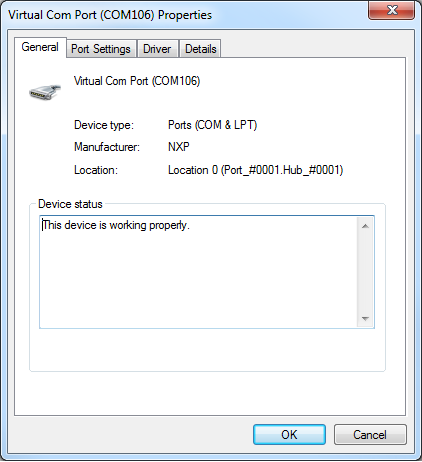 Virtual Com Port (COM106) Properties
General Port Settings Driver Details
Virtual Com Port (COM106)
Device type: Ports (COM & LPT)
Manufacturer: NXP
Location: Location 0 (Port_#0001.Hub_#0001)
Device status
This device is working properly.
OK Cancel